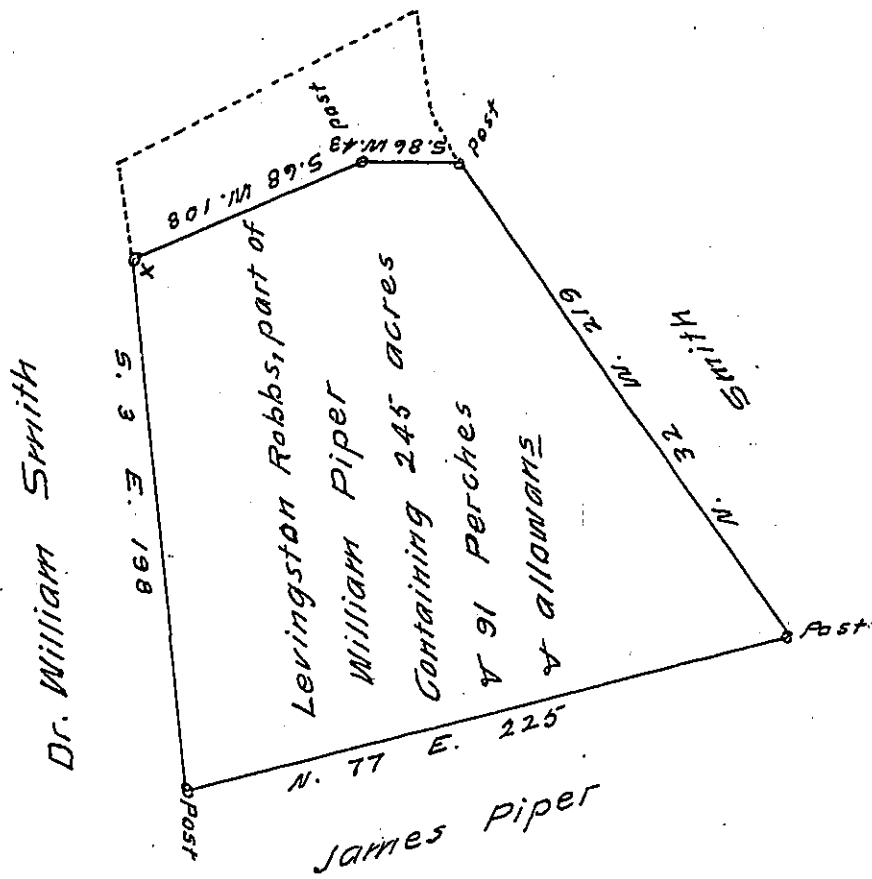 Dr. William Smith
S. 3 E. 198
X
S. 68 W. 108
Post
S. 86 W. 43
Post
N. 32 W. 219
Smith
Post
N. 77 E. 225
James Piper
Post
Levingston Robbs, part of
William Piper
Containing 245 acres
& 91 Perches
& allowans